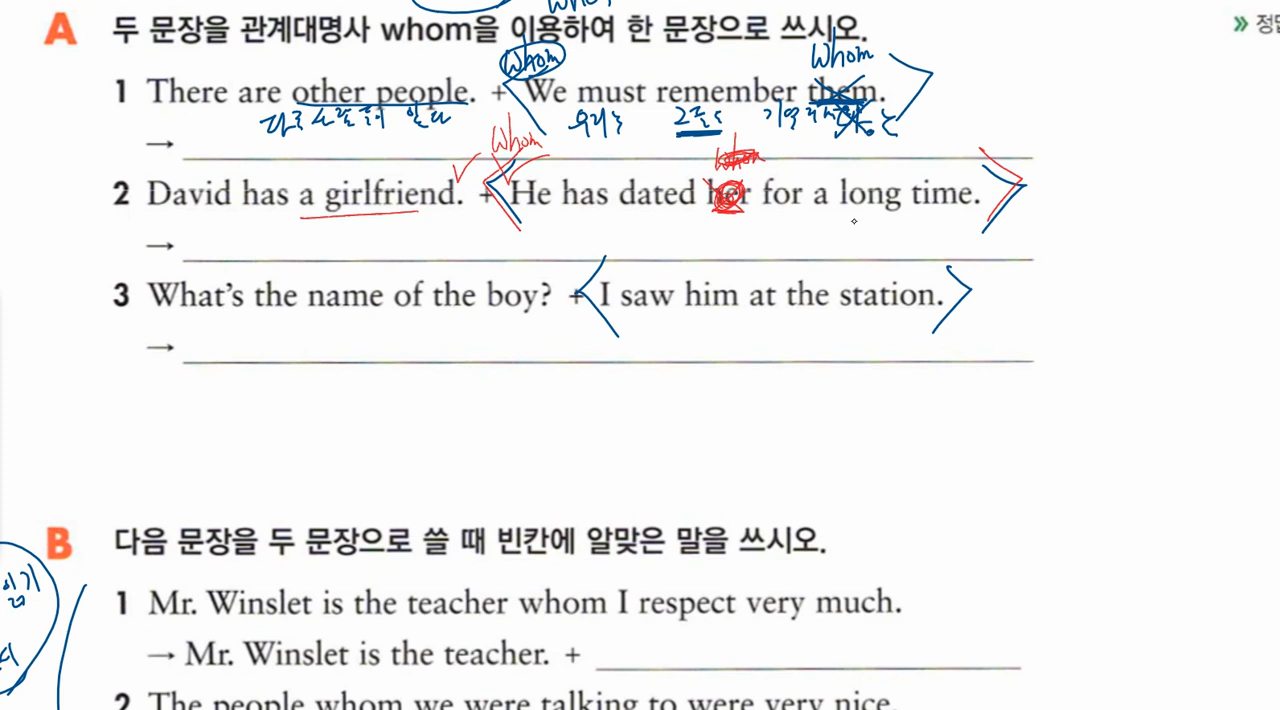 A 두 문장을 관계대명사 whom을 이용하여 한 문장으로 쓰시오.
» 정답
whom whom
1 There are other people. + We must remember them.
다른 사람들이 있다 우리는 그들을 기억
→
whom whom
2 David has a girlfriend. + He has dated her for a long time.
→
3 What's the name of the boy? + I saw him at the station.
→
B 다음 문장을 두 문장으로 쓸 때 빈칸에 알맞은 말을 쓰시오.
1 Mr. Winslet is the teacher whom I respect very much.
→ Mr. Winslet is the teacher. +
2 The people whom we were talking to were very nice.